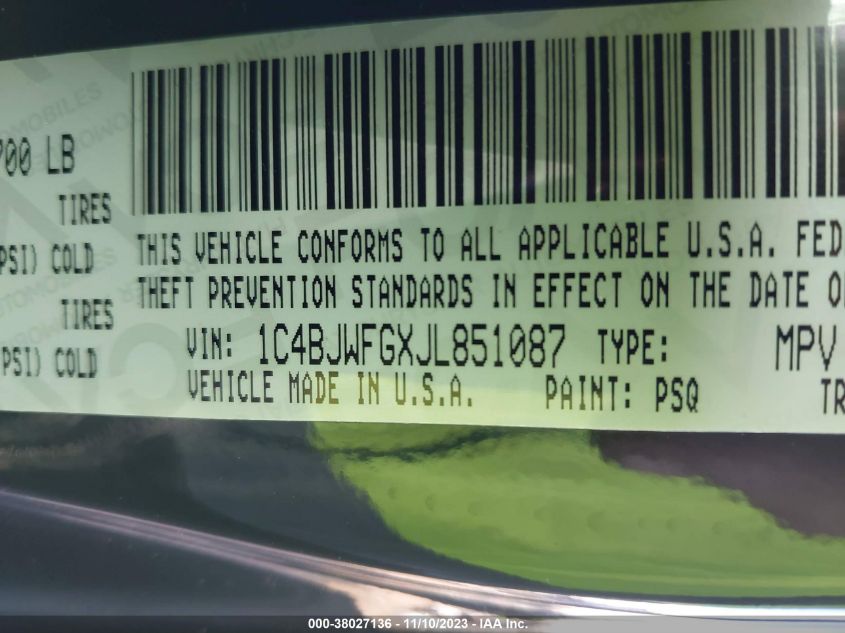 700 LB
TIRES
PSI) COLD
TIRES
PSI) COLD
THIS VEHICLE CONFORMS TO ALL APPLICABLE U.S.A. FED
THEFT PREVENTION STANDARDS IN EFFECT ON THE DATE O
VIN: 1C4BJWFGXJL851087 TYPE: MPV
VEHICLE MADE IN U.S.A. PAINT: PSQ TR
000-38027136 - 11/10/2023 - IAA Inc.